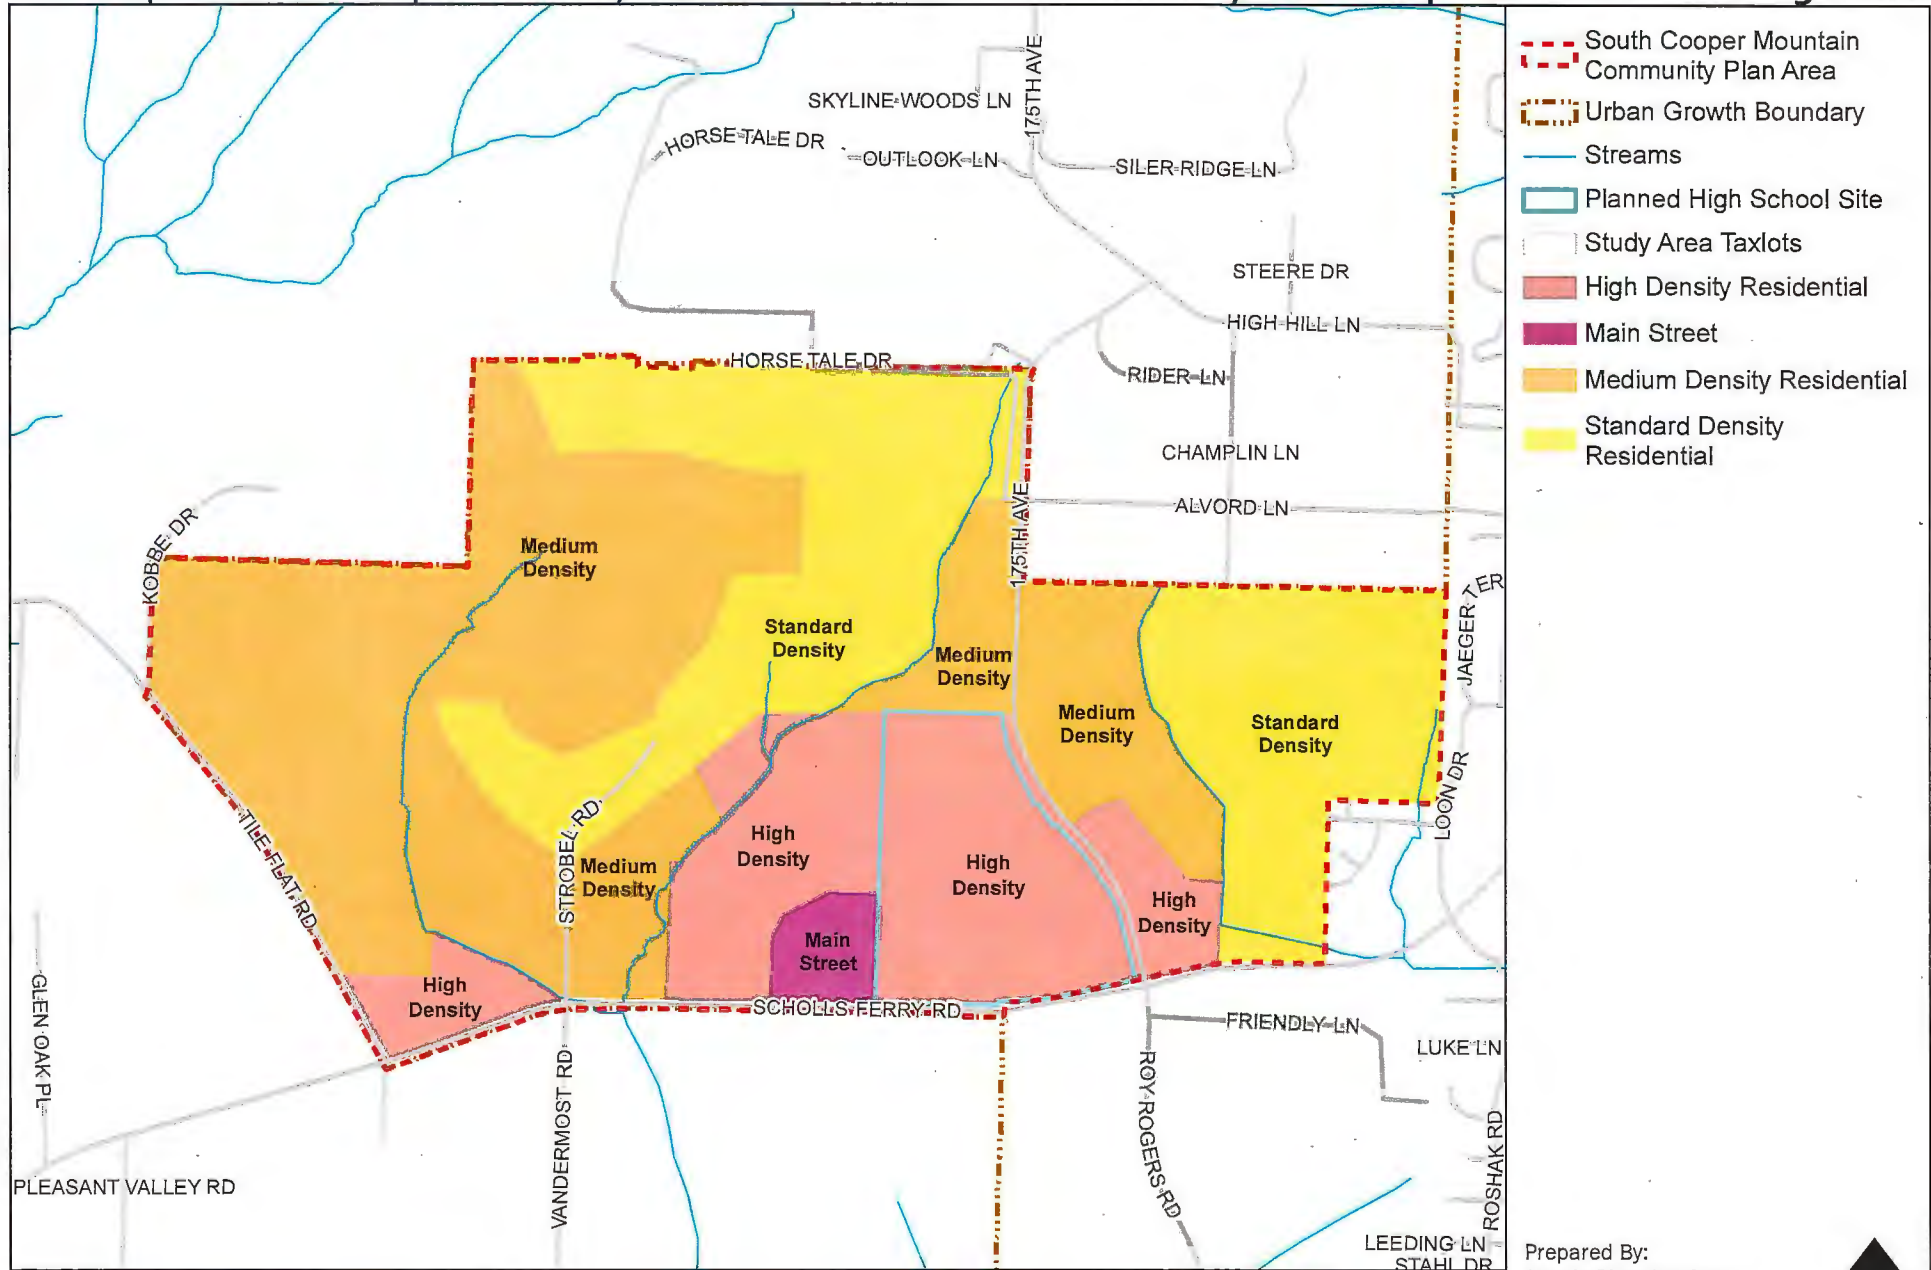 South Cooper Mountain
Community Plan Area
Urban Growth Boundary
Streams
Planned High School Site
Study Area Taxlots
High Density Residential
Main Street
Medium Density Residential
Standard Density
Residential
175TH AVE
SKYLINE WOODS LN
HORSE TALE DR
OUTLOOK LN
SILER RIDGE LN
STEERE DR
HIGH HILL LN
HORSE TALE DR
RIDER LN
CHAMPLIN LN
ALVORD LN
175TH AVE
KOBBE DR
Medium
Density
JAEGER TER
Standard
Density
Medium
Density
Medium
Density
Standard
Density
LOON DR
TILE FLAT RD
STROBEL RD
High
Density
Medium
Density
High
Density
High
Density
Main
Street
High
Density
SCHOLLS FERRY RD
GLEN OAK PL
VANDERMOST RD
FRIENDLY LN
LUKE LN
ROY ROGERS RD
ROSHAK RD
PLEASANT VALLEY RD
LEEDING LN
STAHL DR
Prepared By: